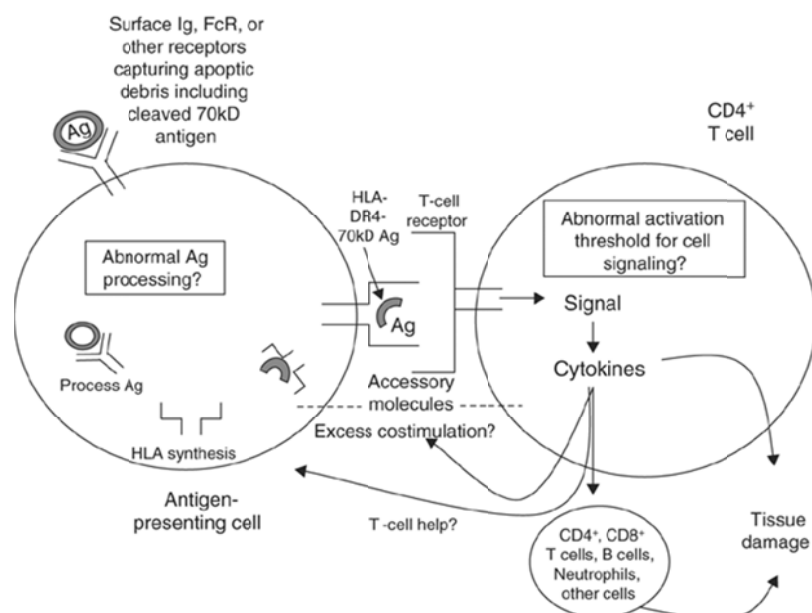 Surface Ig, FcR, or
other receptors
capturing apoptic
debris including
cleaved 70kD
antigen
Ag
CD4+
T cell
HLA-
DR4-
70kD Ag
T-cell
receptor
Abnormal Ag
processing?
Abnormal activation
threshold for cell
signaling?
Ag
Signal
Process Ag
Cytokines
Accessory
molecules
Excess costimulation?
HLA synthesis
Antigen-
presenting cell
T-cell help?
CD4+, CD8+
T cells, B cells,
Neutrophils,
other cells
Tissue
damage